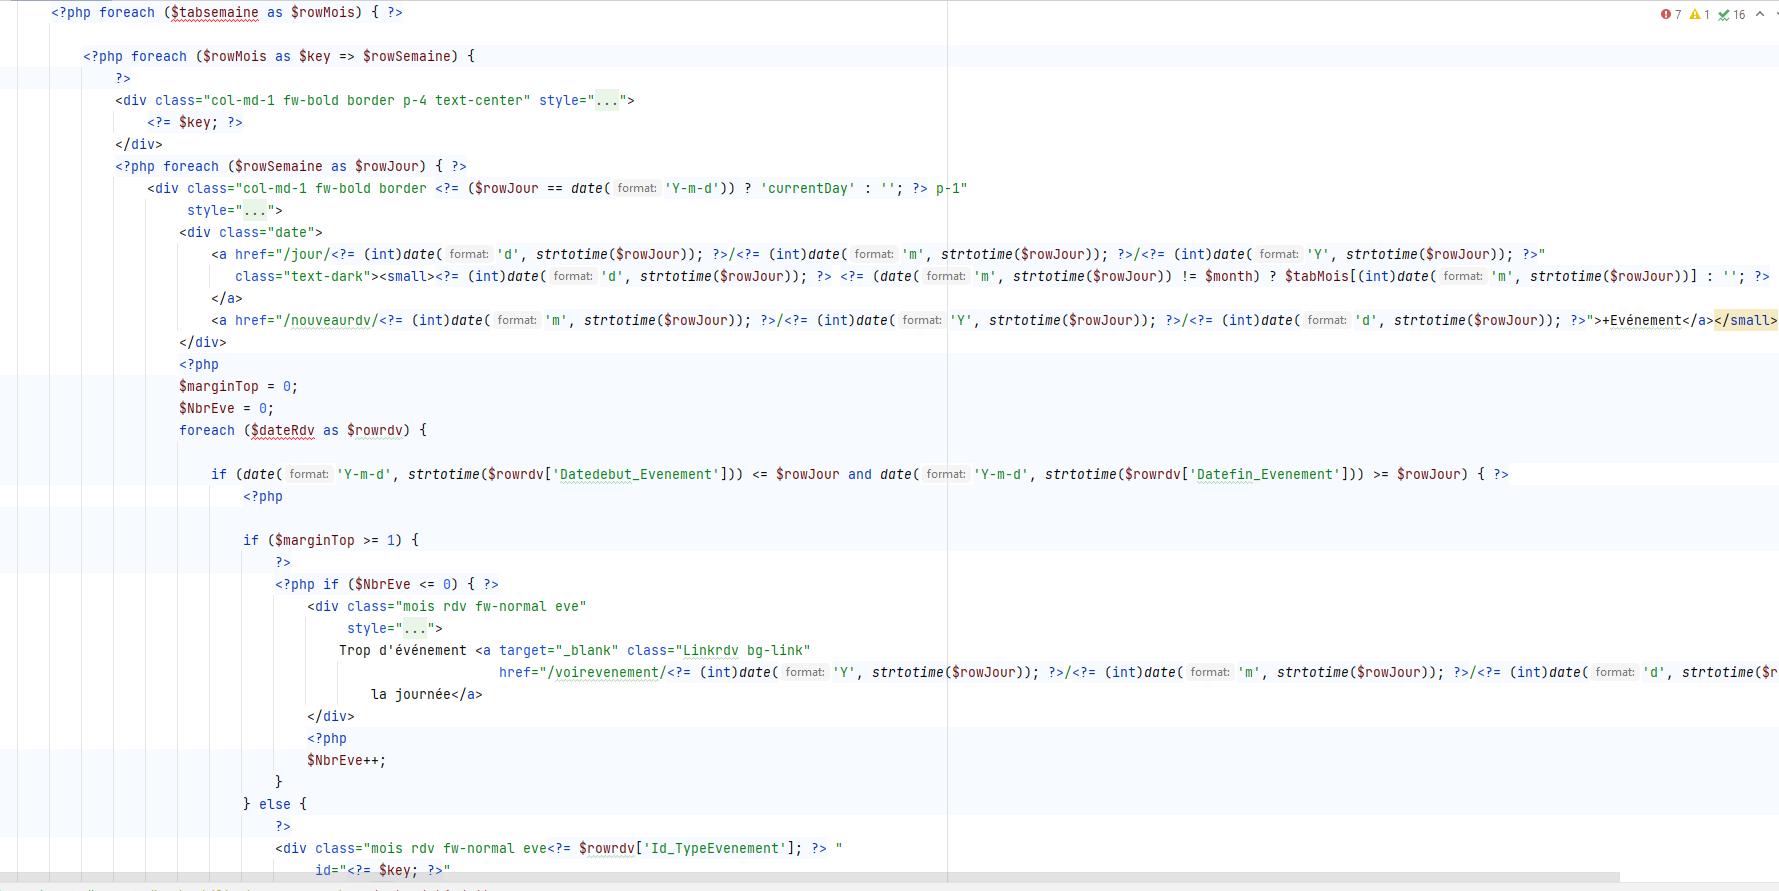 <?php foreach ($tabsemaine as $rowMois) { ?>
7 1 16
<?php foreach ($rowMois as $key => $rowSemaine) {
?>
<div class="col-md-1 fw-bold border p-4 text-center" style="...">
<?= $key; ?>
</div>
<?php foreach ($rowSemaine as $rowJour) { ?>
<div class="col-md-1 fw-bold border <?= ($rowJour == date( format: 'Y-m-d')) ? 'currentDay' : ''; ?> p-1"
style="...">
<div class="date">
<a href="/jour/<?= (int)date( format: 'd', strtotime($rowJour)); ?>/<?= (int)date( format: 'm', strtotime($rowJour)); ?>/<?= (int)date( format: 'Y', strtotime($rowJour)); ?>"
class="text-dark"><small><?= (int)date( format: 'd', strtotime($rowJour)); ?> <?= (date( format: 'm', strtotime($rowJour)) != $month) ? $tabMois[(int)date( format: 'm', strtotime($rowJour))] : ''; ?>
</a>
<a href="/nouveaurdv/<?= (int)date( format: 'm', strtotime($rowJour)); ?>/<?= (int)date( format: 'Y', strtotime($rowJour)); ?>/<?= (int)date( format: 'd', strtotime($rowJour)); ?>">+Evénement</a></small>
</div>
<?php
$marginTop = 0;
$NbrEve = 0;
foreach ($dateRdv as $rowrdv) {
if (date( format: 'Y-m-d', strtotime($rowrdv['Datedebut_Evenement'])) <= $rowJour and date( format: 'Y-m-d', strtotime($rowrdv['Datefin_Evenement'])) >= $rowJour) { ?>
<?php
if ($marginTop >= 1) {
?>
<?php if ($NbrEve <= 0) { ?>
<div class="mois rdv fw-normal eve"
style="...">
Trop d'événement <a target="_blank" class="Linkrdv bg-link"
href="/voirevenement/<?= (int)date( format: 'Y', strtotime($rowJour)); ?>/<?= (int)date( format: 'm', strtotime($rowJour)); ?>/<?= (int)date( format: 'd', strtotime($r
la journée</a>
</div>
<?php
$NbrEve++;
}
} else {
?>
<div class="mois rdv fw-normal eve<?= $rowrdv['Id_TypeEvenement']; ?> "
id="<?= $key; ?>"